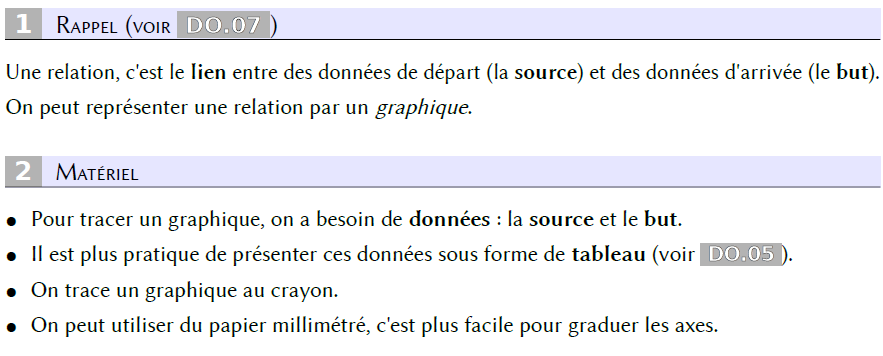 1 Rappel (voir DO.07 )
Une relation, c'est le lien entre des données de départ (la source) et des données d'arrivée (le but).
On peut représenter une relation par un graphique.
2 Matériel
● Pour tracer un graphique, on a besoin de données : la source et le but.
● Il est plus pratique de présenter ces données sous forme de tableau (voir DO.05 ).
● On trace un graphique au crayon.
● On peut utiliser du papier millimétré, c'est plus facile pour graduer les axes.